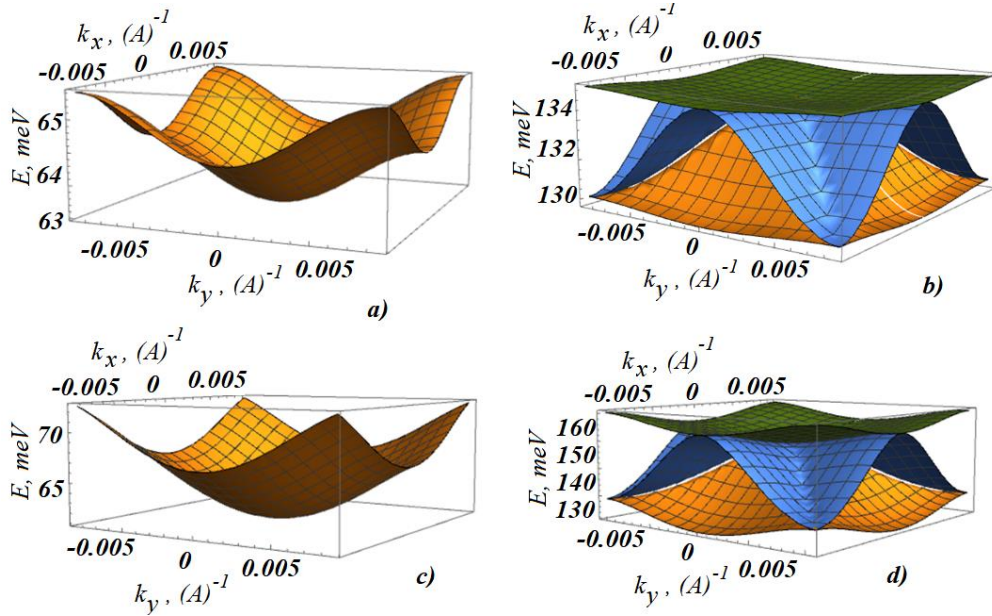 k_x , (A)^-1
-0.005 0 0.005
E, meV
65
64
63
-0.005 0 0.005
k_y , (A)^-1
a)
k_x , (A)^-1
-0.005 0 0.005
E, meV
134
132
130
-0.005 0 0.005
k_y , (A)^-1
b)
k_x , (A)^-1
-0.005 0 0.005
E, meV
70
65
-0.005 0 0.005
k_y , (A)^-1
c)
k_x , (A)^-1
-0.005 0 0.005
E, meV
160
150
140
130
-0.005 0 0.005
k_y , (A)^-1
d)